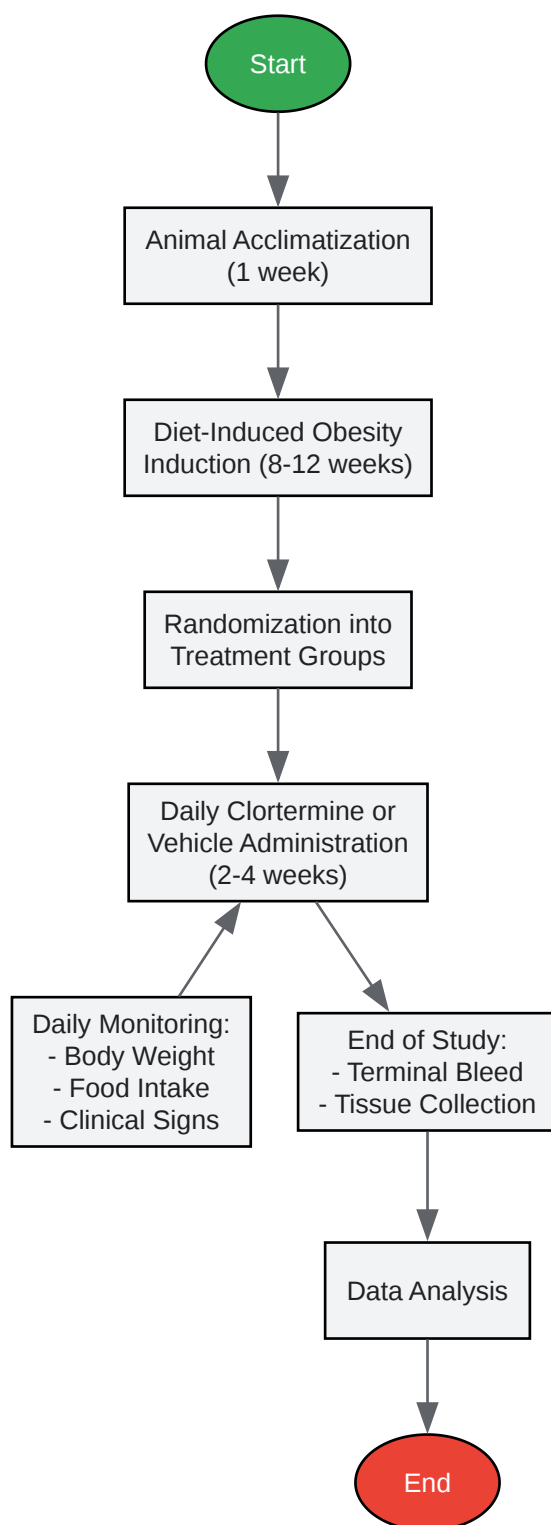 Start
Animal Acclimatization
(1 week)
Diet-Induced Obesity
Induction (8-12 weeks)
Randomization into
Treatment Groups
Daily Clortermine or
Vehicle Administration
(2-4 weeks)
Daily Monitoring:
- Body Weight
- Food Intake
- Clinical Signs
End of Study:
- Terminal Bleed
- Tissue Collection
Data Analysis
End